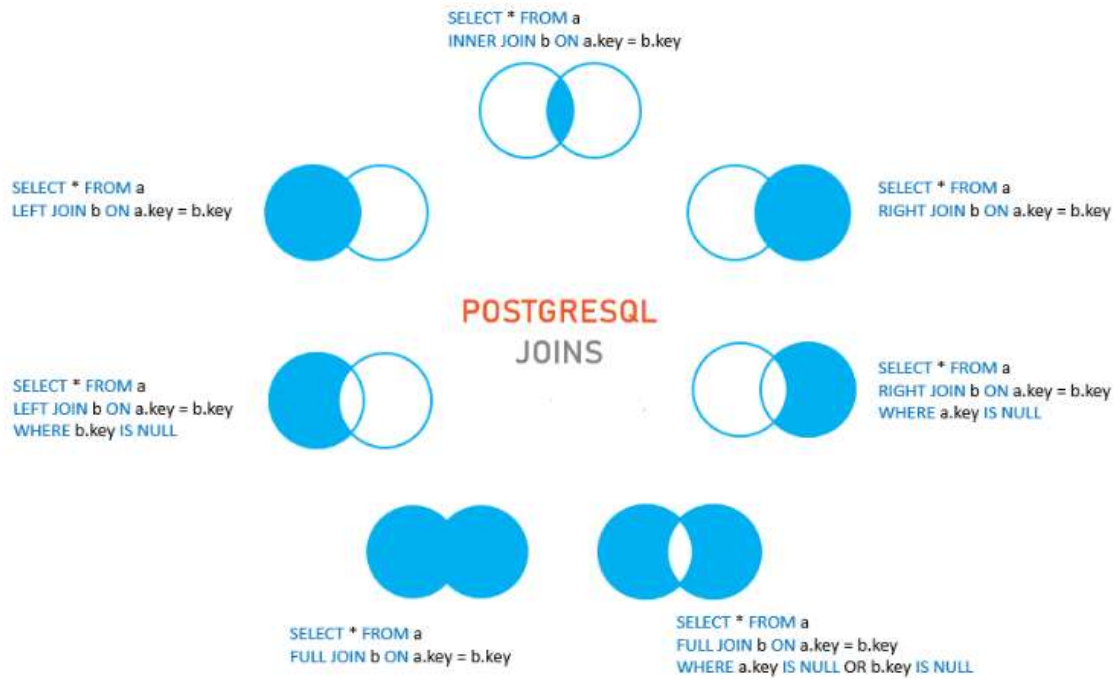 SELECT * FROM a
INNER JOIN b ON a.key = b.key
SELECT * FROM a
LEFT JOIN b ON a.key = b.key
SELECT * FROM a
RIGHT JOIN b ON a.key = b.key
POSTGRESQL
JOINS
SELECT * FROM a
LEFT JOIN b ON a.key = b.key
WHERE b.key IS NULL
SELECT * FROM a
RIGHT JOIN b ON a.key = b.key
WHERE a.key IS NULL
SELECT * FROM a
FULL JOIN b ON a.key = b.key
SELECT * FROM a
FULL JOIN b ON a.key = b.key
WHERE a.key IS NULL OR b.key IS NULL